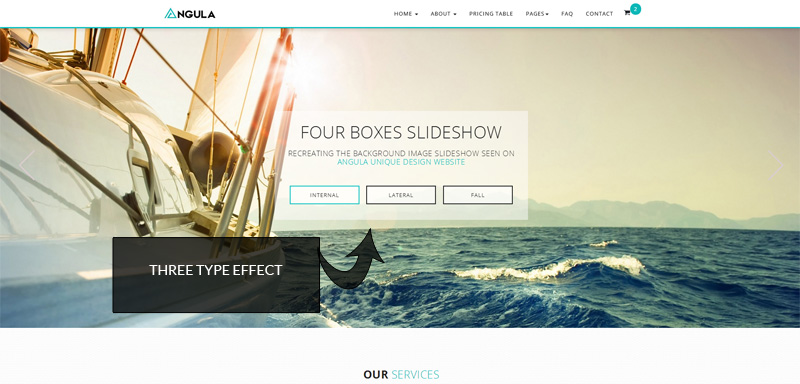 ANGULA
HOME ABOUT PRICING TABLE PAGES FAQ CONTACT 2
FOUR BOXES SLIDESHOW
RECREATING THE BACKGROUND IMAGE SLIDESHOW SEEN ON
ANGULA UNIQUE DESIGN WEBSITE
INTERNAL LATERAL FALL
THREE TYPE EFFECT
OUR SERVICES